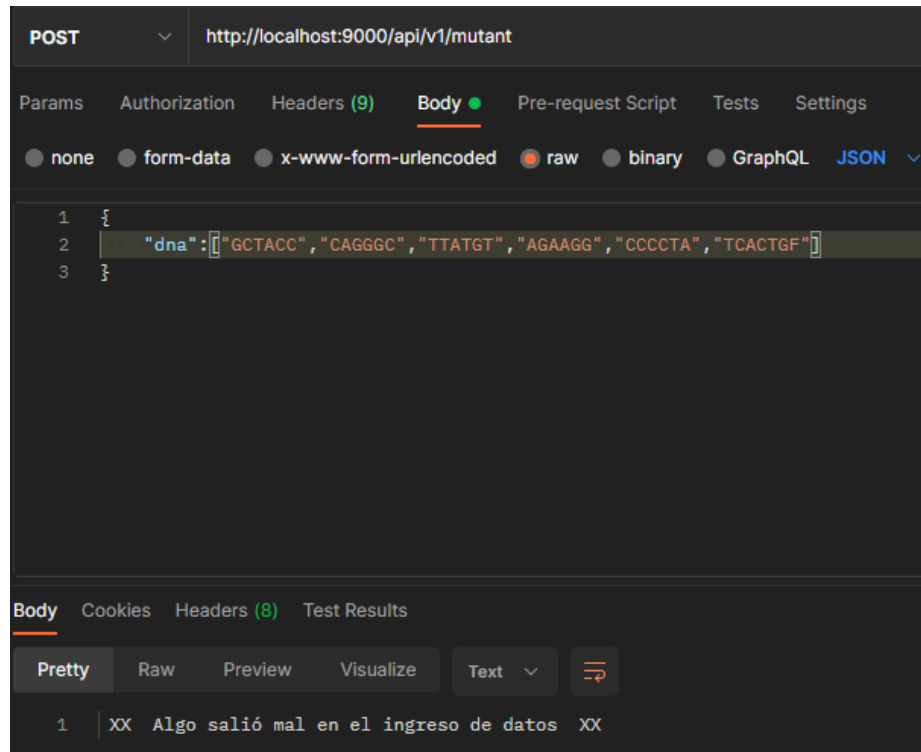 POST http://localhost:9000/api/v1/mutant
Params Authorization Headers (9) Body Pre-request Script Tests Settings
none form-data x-www-form-urlencoded raw binary GraphQL JSON
1 {
2 "dna":["GCTACC","CAGGGC","TTATGT","AGAAGG","CCCCTA","TCACTGF"]
3 }
Body Cookies Headers (8) Test Results
Pretty Raw Preview Visualize Text
1 XX Algo salió mal en el ingreso de datos XX